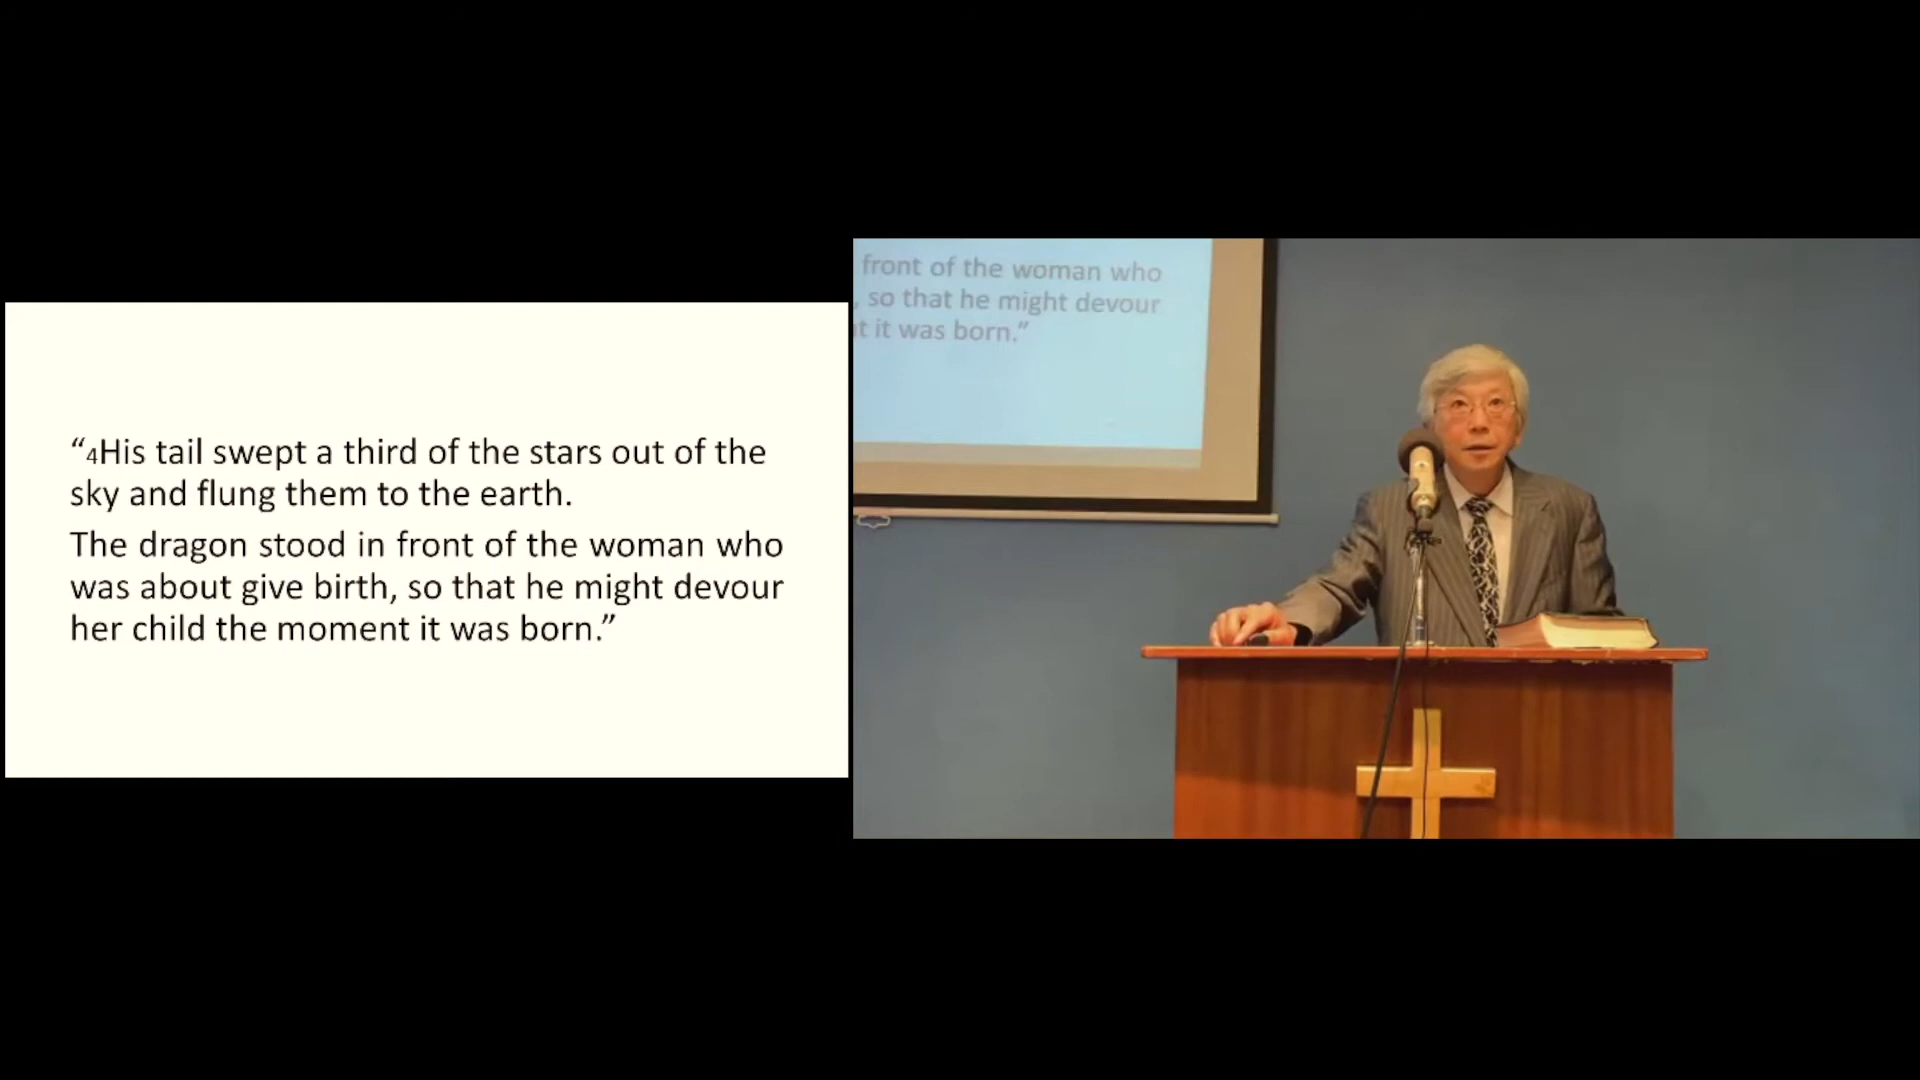 “4His tail swept a third of the stars out of the
sky and flung them to the earth.
The dragon stood in front of the woman who
was about give birth, so that he might devour
her child the moment it was born.”
front of the woman who
, so that he might devour
t it was born.”